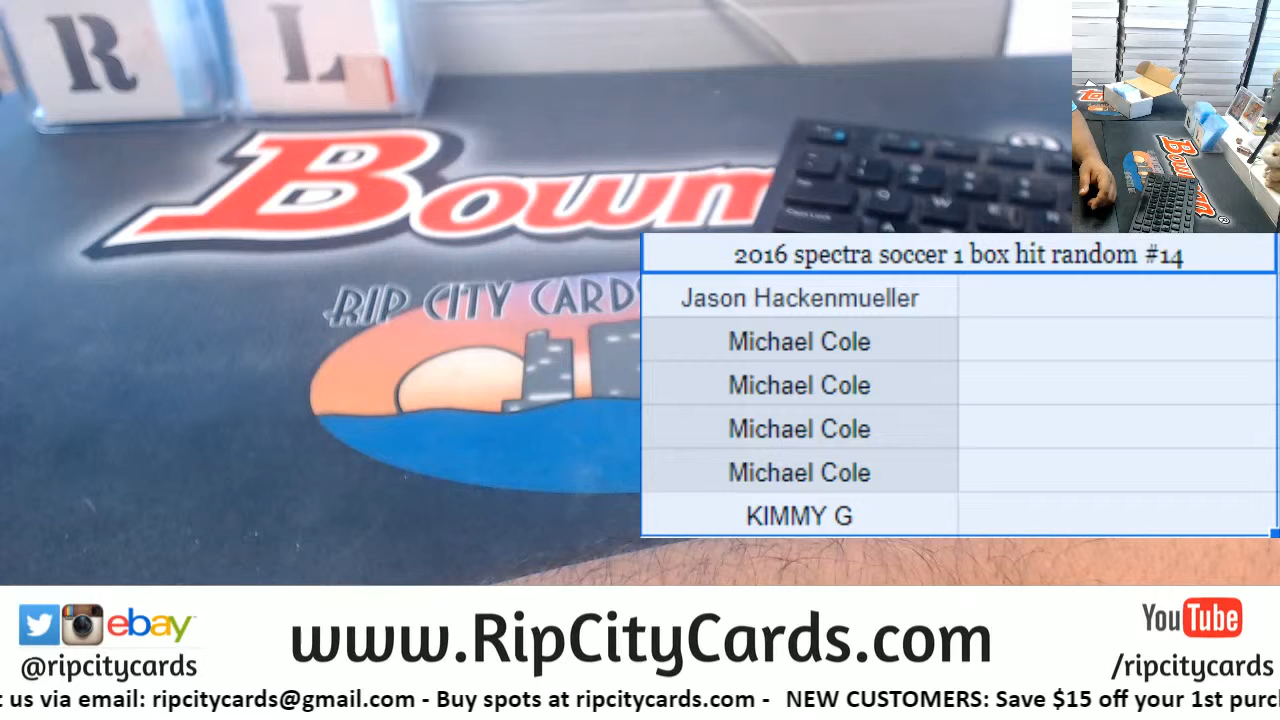 R L
Bowm
RIP CITY CARDS
2016 spectra soccer 1 box hit random #14
Jason Hackenmueller
Michael Cole
Michael Cole
Michael Cole
Michael Cole
KIMMY G
ebay
@ripcitycards
www.RipCityCards.com
YouTube
/ripcitycards
t us via email: ripcitycards@gmail.com - Buy spots at ripcitycards.com - NEW CUSTOMERS: Save $15 off your 1st purc